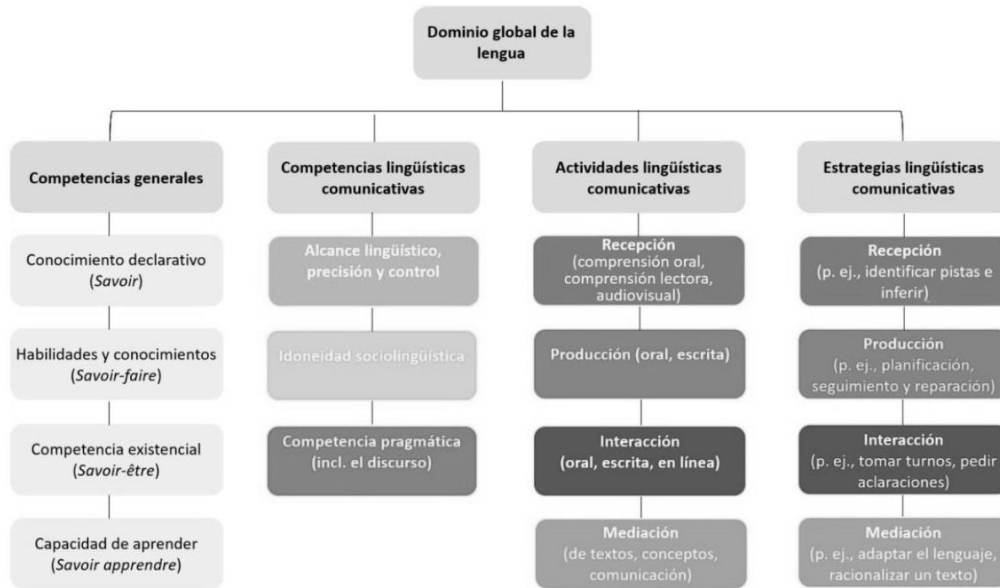 Dominio global de la
lengua
Competencias generales
Conocimiento declarativo
(Savoir)
Habilidades y conocimientos
(Savoir-faire)
Competencia existencial
(Savoir-être)
Capacidad de aprender
(Savoir apprendre)
Competencias lingüísticas
comunicativas
Alcance lingüístico,
precisión y control
Idoneidad sociolingüística
Competencia pragmática
(incl. el discurso)
Actividades lingüísticas
comunicativas
Recepción
(comprensión oral,
comprensión lectora,
audiovisual)
Producción (oral, escrita)
Interacción
(oral, escrita, en línea)
Mediación
(de textos, conceptos,
comunicación)
Estrategias lingüísticas
comunicativas
Recepción
(p. ej., identificar pistas e
inferir)
Producción
(p. ej., planificación,
seguimiento y reparación)
Interacción
(p. ej., tomar turnos, pedir
aclaraciones)
Mediación
(p. ej., adaptar el lenguaje,
racionalizar un texto)